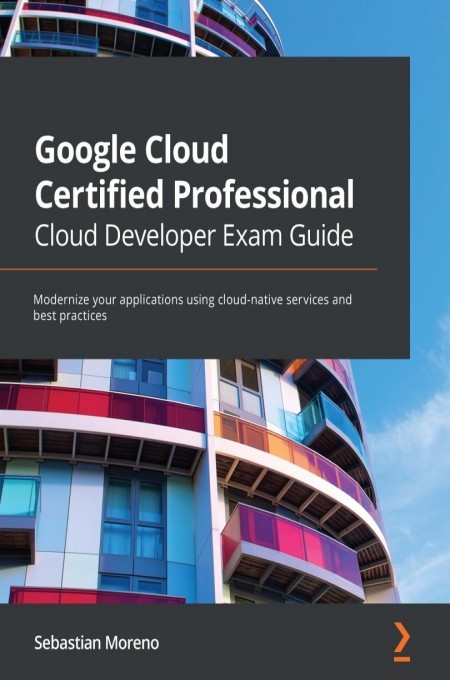 Google Cloud
Certified Professional
Cloud Developer Exam Guide
Modernize your applications using cloud-native services and
best practices
Sebastian Moreno